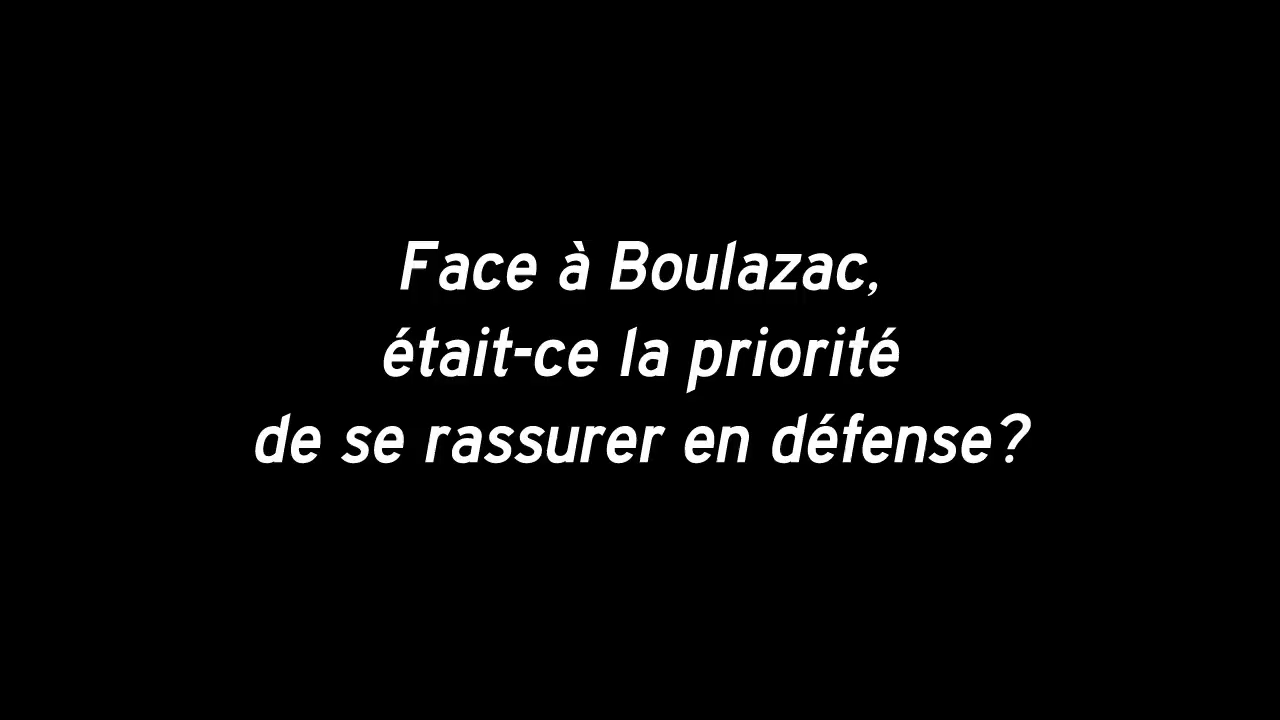 Face à Boulazac,
était-ce la priorité
de se rassurer en défense?